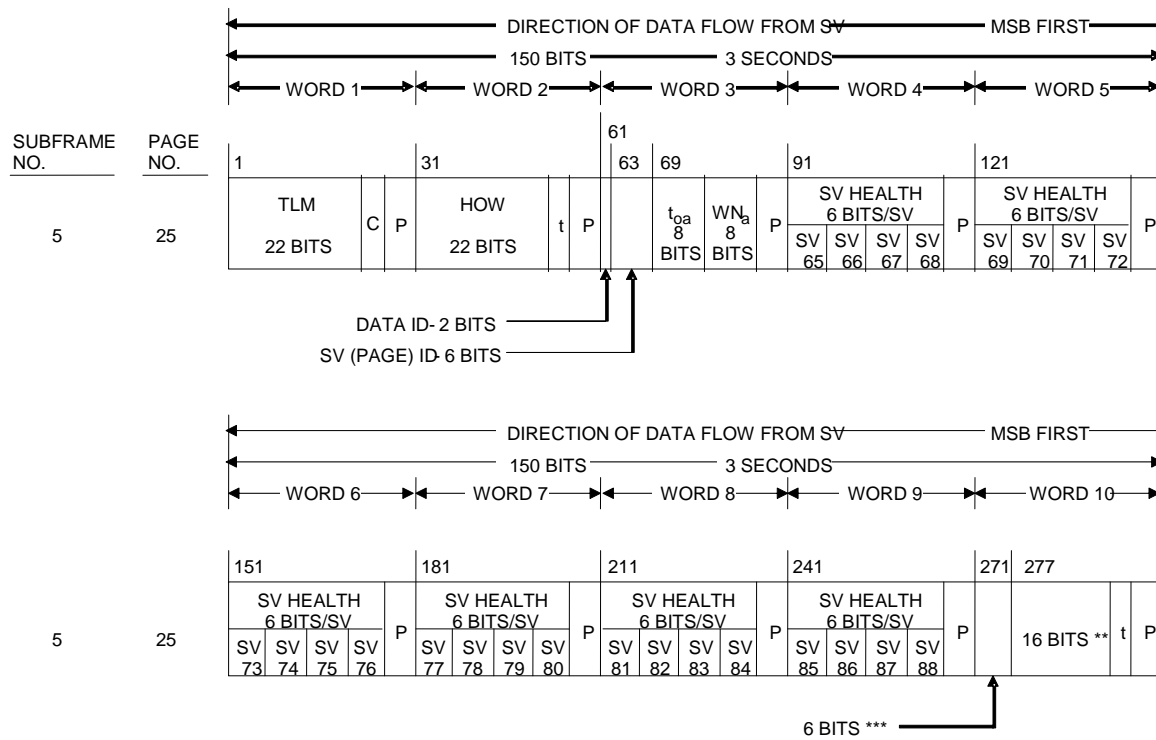 DIRECTION OF DATA FLOW FROM SV MSB FIRST
150 BITS 3 SECONDS
WORD 1 WORD 2 WORD 3 WORD 4 WORD 5
SUBFRAME NO. PAGE NO.
1 31 61 63 69 91 121
5 25
TLM 22 BITS C P
HOW 22 BITS t P
toa 8 BITS WNa 8 BITS P
SV HEALTH 6 BITS/SV P
SV 65 SV 66 SV 67 SV 68
SV HEALTH 6 BITS/SV P
SV 69 SV 70 SV 71 SV 72
DATA ID- 2 BITS
SV (PAGE) ID- 6 BITS
DIRECTION OF DATA FLOW FROM SV MSB FIRST
150 BITS 3 SECONDS
WORD 6 WORD 7 WORD 8 WORD 9 WORD 10
151 181 211 241 271 277
5 25
SV HEALTH 6 BITS/SV P
SV 73 SV 74 SV 75 SV 76
SV HEALTH 6 BITS/SV P
SV 77 SV 78 SV 79 SV 80
SV HEALTH 6 BITS/SV P
SV 81 SV 82 SV 83 SV 84
SV HEALTH 6 BITS/SV P
SV 85 SV 86 SV 87 SV 88
16 BITS ** t P
6 BITS ***